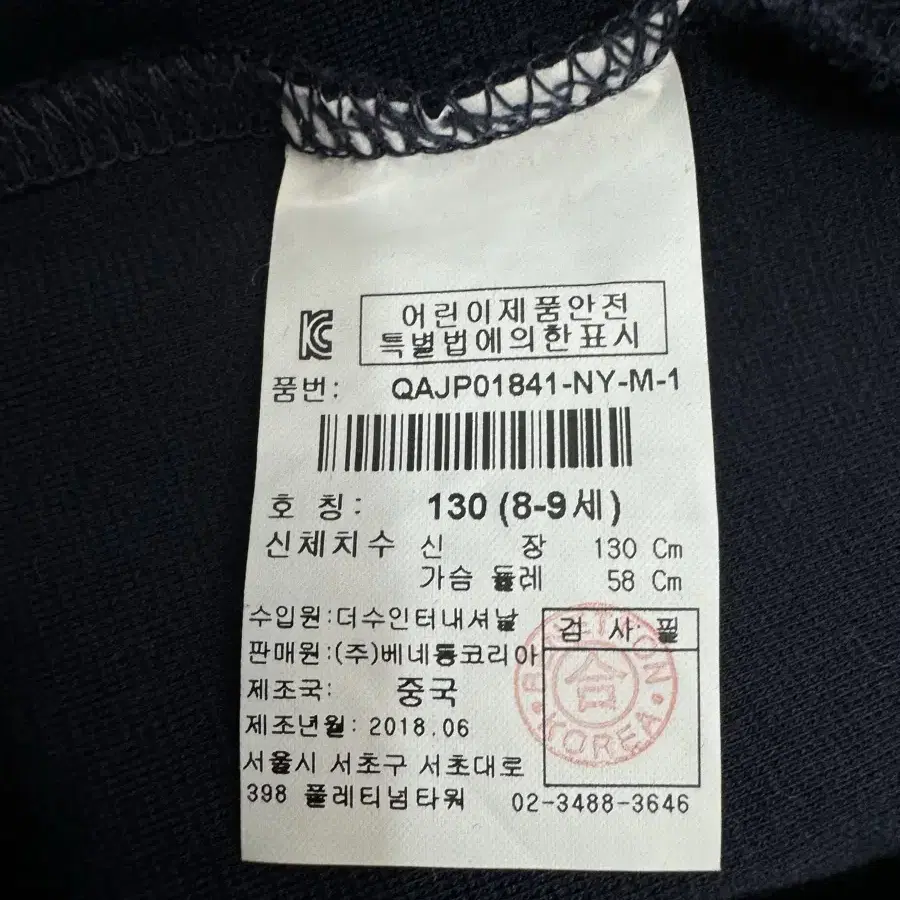 어린이제품안전
특별법에의한표시
품번: QAJP01841-NY-M-1
호 칭: 130 (8-9세)
신체치수 신 장 130 Cm
가슴 둘레 58 Cm
수입원:더수인터내셔날
검 사:필
판매원:(주)베네통코리아
제조국: 중국
제조년월: 2018.06
서울시 서초구 서초대로
398 플레티넘타워 02-3488-3646
合
KOREA